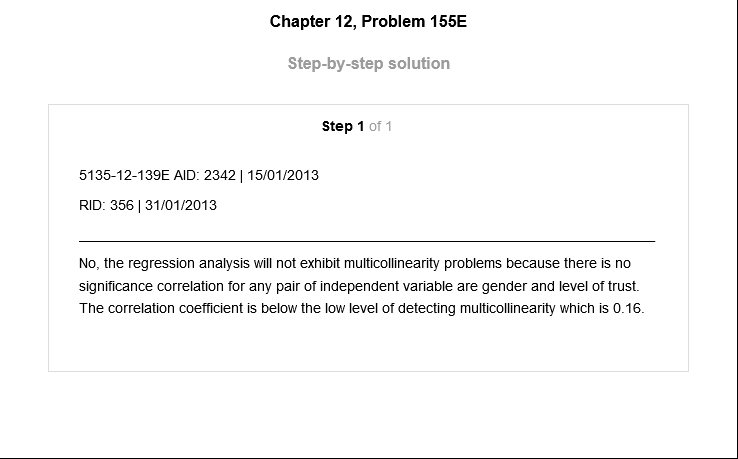 Chapter 12, Problem 155E
Step-by-step solution
Step 1 of 1
5135-12-139E AID: 2342 | 15/01/2013
RID: 356 | 31/01/2013
No, the regression analysis will not exhibit multicollinearity problems because there is no
significance correlation for any pair of independent variable are gender and level of trust.
The correlation coefficient is below the low level of detecting multicollinearity which is 0.16.